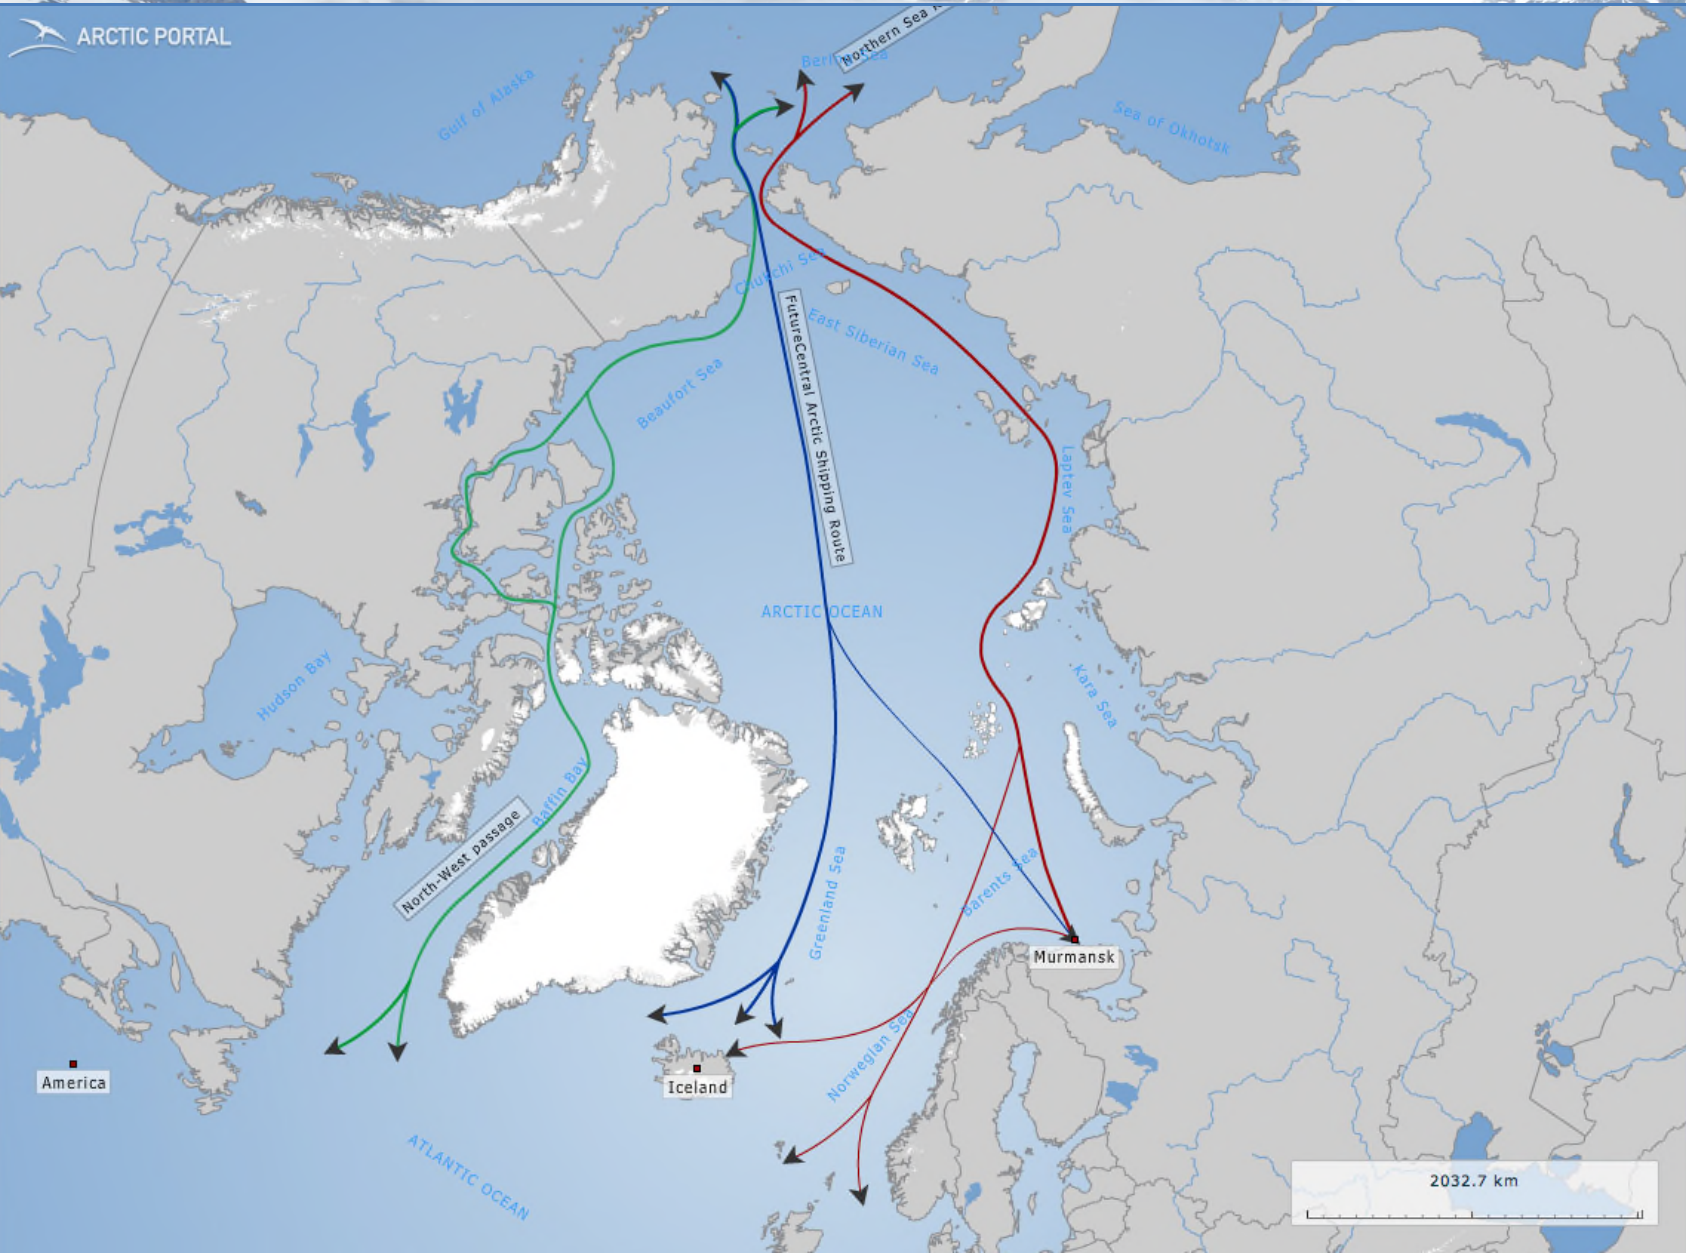 ARCTIC PORTAL
Northern Sea
Bering Sea
Gulf of Alaska
Sea of Okhotsk
Chukchi Sea
FutureCentral Arctic Shipping Route
East Siberian Sea
Beaufort Sea
Laptev Sea
ARCTIC OCEAN
Hudson Bay
Kara Sea
Baffin Bay
North-West passage
Greenland Sea
Barents Sea
Murmansk
Norwegian Sea
America
Iceland
ATLANTIC OCEAN
2032.7 km